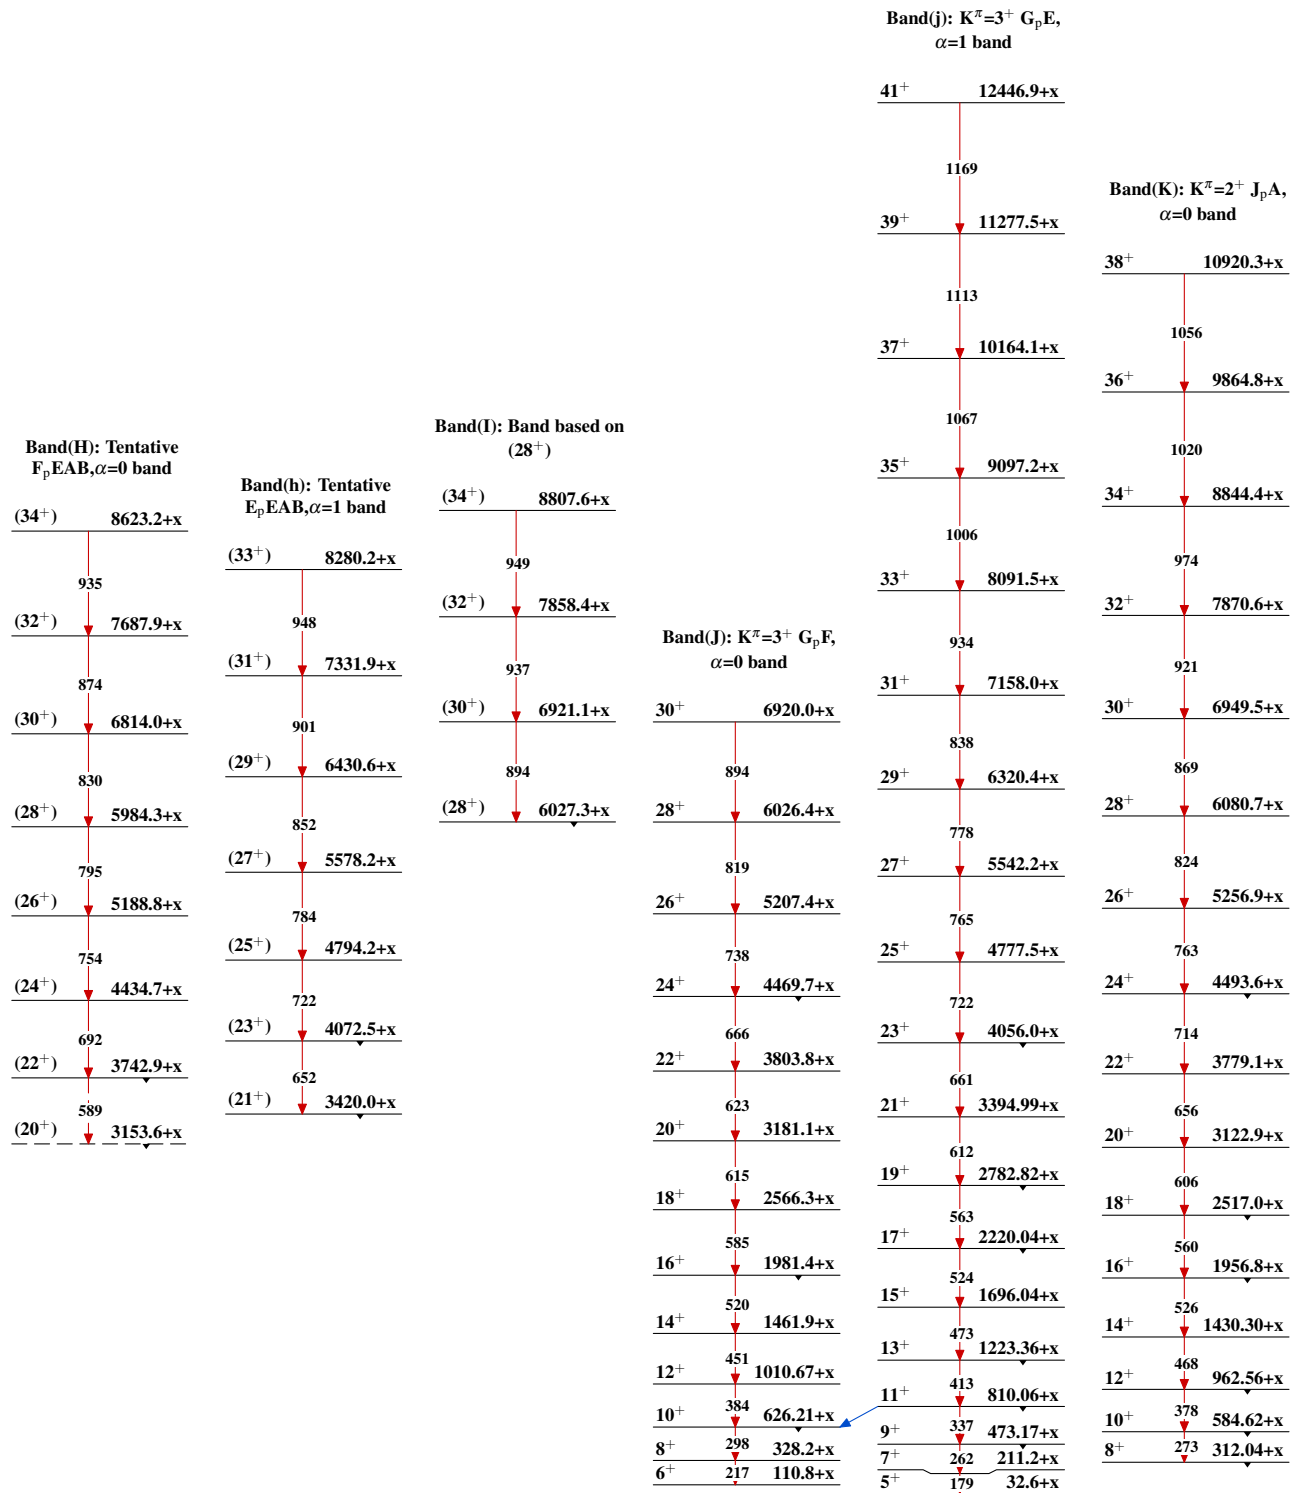 Band(H): Tentative
FₚEAB,α=0 band
(34⁺) 8623.2+x
935
(32⁺) 7687.9+x
874
(30⁺) 6814.0+x
830
(28⁺) 5984.3+x
795
(26⁺) 5188.8+x
754
(24⁺) 4434.7+x
692
(22⁺) 3742.9+x
589
(20⁺) 3153.6+x
Band(h): Tentative
EₚEAB,α=1 band
(33⁺) 8280.2+x
948
(31⁺) 7331.9+x
901
(29⁺) 6430.6+x
852
(27⁺) 5578.2+x
784
(25⁺) 4794.2+x
722
(23⁺) 4072.5+x
652
(21⁺) 3420.0+x
Band(I): Band based on
(28⁺)
(34⁺) 8807.6+x
949
(32⁺) 7858.4+x
937
(30⁺) 6921.1+x
894
(28⁺) 6027.3+x
Band(J): Kᵖⁱ=3⁺ GₚF,
α=0 band
30⁺ 6920.0+x
894
28⁺ 6026.4+x
819
26⁺ 5207.4+x
738
24⁺ 4469.7+x
666
22⁺ 3803.8+x
623
20⁺ 3181.1+x
615
18⁺ 2566.3+x
585
16⁺ 1981.4+x
520
14⁺ 1461.9+x
451
12⁺ 1010.67+x
384
10⁺ 626.21+x
298
8⁺ 328.2+x
217
6⁺ 110.8+x
Band(j): K^π=3⁺ GₚE,
α=1 band
41⁺ 12446.9+x
1169
39⁺ 11277.5+x
1113
37⁺ 10164.1+x
1067
35⁺ 9097.2+x
1006
33⁺ 8091.5+x
934
31⁺ 7158.0+x
838
29⁺ 6320.4+x
778
27⁺ 5542.2+x
765
25⁺ 4777.5+x
722
23⁺ 4056.0+x
661
21⁺ 3394.99+x
612
19⁺ 2782.82+x
563
17⁺ 2220.04+x
524
15⁺ 1696.04+x
473
13⁺ 1223.36+x
413
11⁺ 810.06+x
337
9⁺ 473.17+x
262
7⁺ 211.2+x
179
5⁺ 32.6+x
Band(K): K^π=2⁺ JₚA,
α=0 band
38⁺ 10920.3+x
1056
36⁺ 9864.8+x
1020
34⁺ 8844.4+x
974
32⁺ 7870.6+x
921
30⁺ 6949.5+x
869
28⁺ 6080.7+x
824
26⁺ 5256.9+x
763
24⁺ 4493.6+x
714
22⁺ 3779.1+x
656
20⁺ 3122.9+x
606
18⁺ 2517.0+x
560
16⁺ 1956.8+x
526
14⁺ 1430.30+x
468
12⁺ 962.56+x
378
10⁺ 584.62+x
273
8⁺ 312.04+x